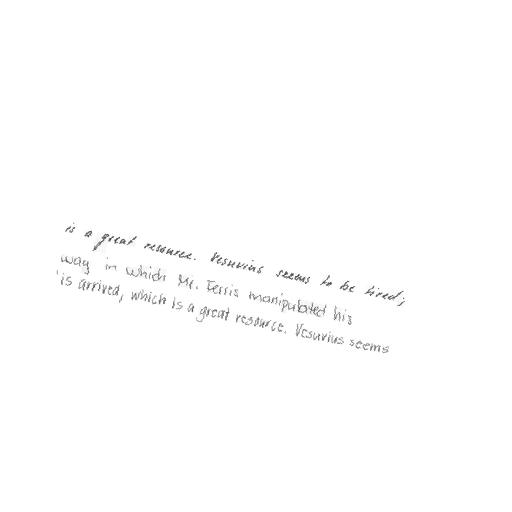 is a great resource. Vesuvius seems to be tired;
way in which Mr. Ferris manipulated his
is arrived, which is a great resource. Vesuvius seems